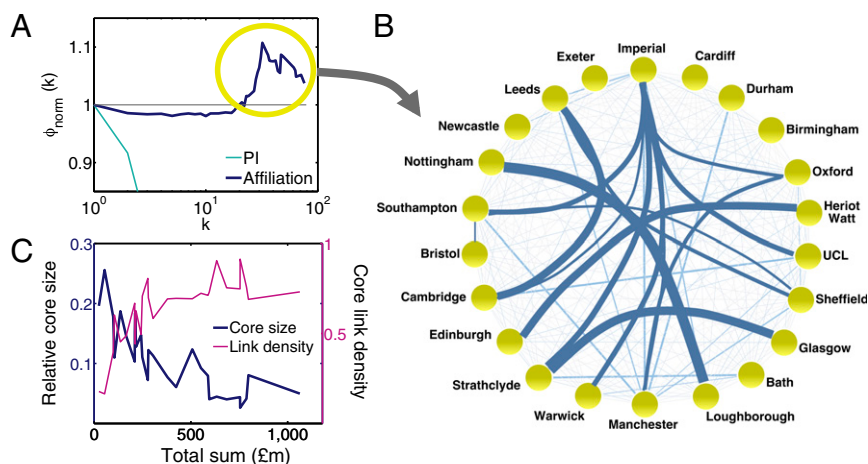 A
1.1
1
0.9
ϕnorm (k)
PI
Affiliation
10^0
10^1
10^2
k
B
Imperial
Cardiff
Durham
Birmingham
Oxford
Heriot
Watt
UCL
Sheffield
Glasgow
Bath
Loughborough
Manchester
Warwick
Strathclyde
Edinburgh
Cambridge
Bristol
Southampton
Nottingham
Newcastle
Leeds
Exeter
C
0.3
0.2
0.1
Relative core size
Core size
Link density
1
0.5
Core link density
0
500
1,000
Total sum (£m)